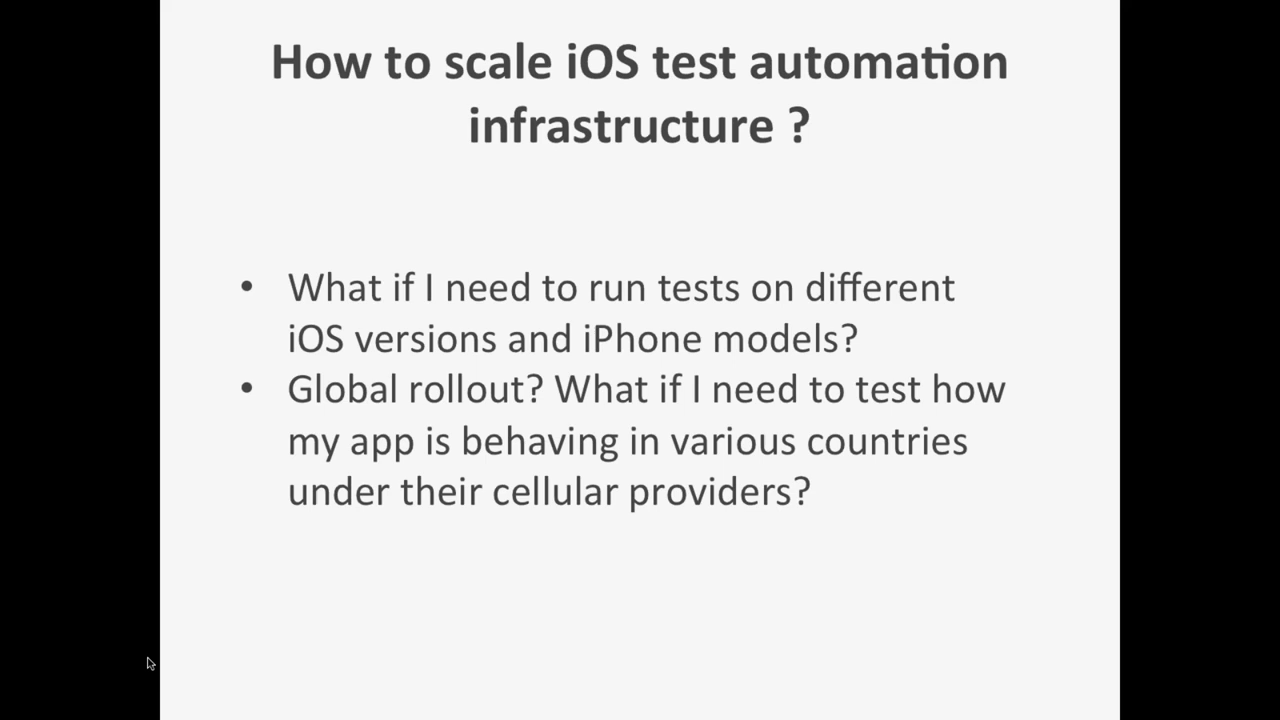 How to scale iOS test automation
infrastructure ?
• What if I need to run tests on different
iOS versions and iPhone models?
• Global rollout? What if I need to test how
my app is behaving in various countries
under their cellular providers?